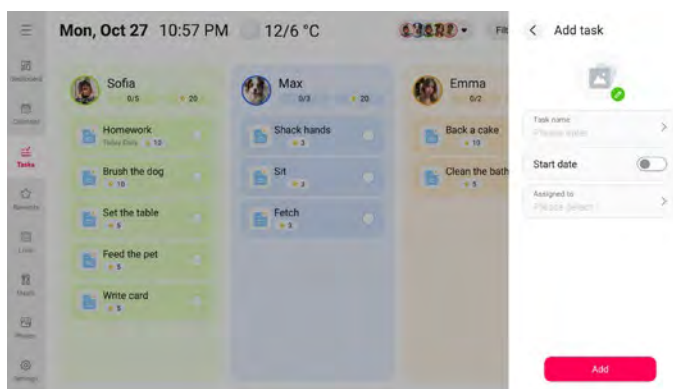 Mon, Oct 27 10:57 PM 12/6 °C
Filt
Add task
Dashboard
Calendar
Tasks
Rewards
Lists
Meals
Photos
Settings
Sofia
0/5 20
Homework
Today Daily 10
Brush the dog
10
Set the table
5
Feed the pet
5
Write card
5
Max
0/3 20
Shack hands
3
Sit
3
Fetch
3
Emma
0/2
Back a cake
10
Clean the bath
5
Task name
Please enter
Start date
Assigned to
Please select
Add